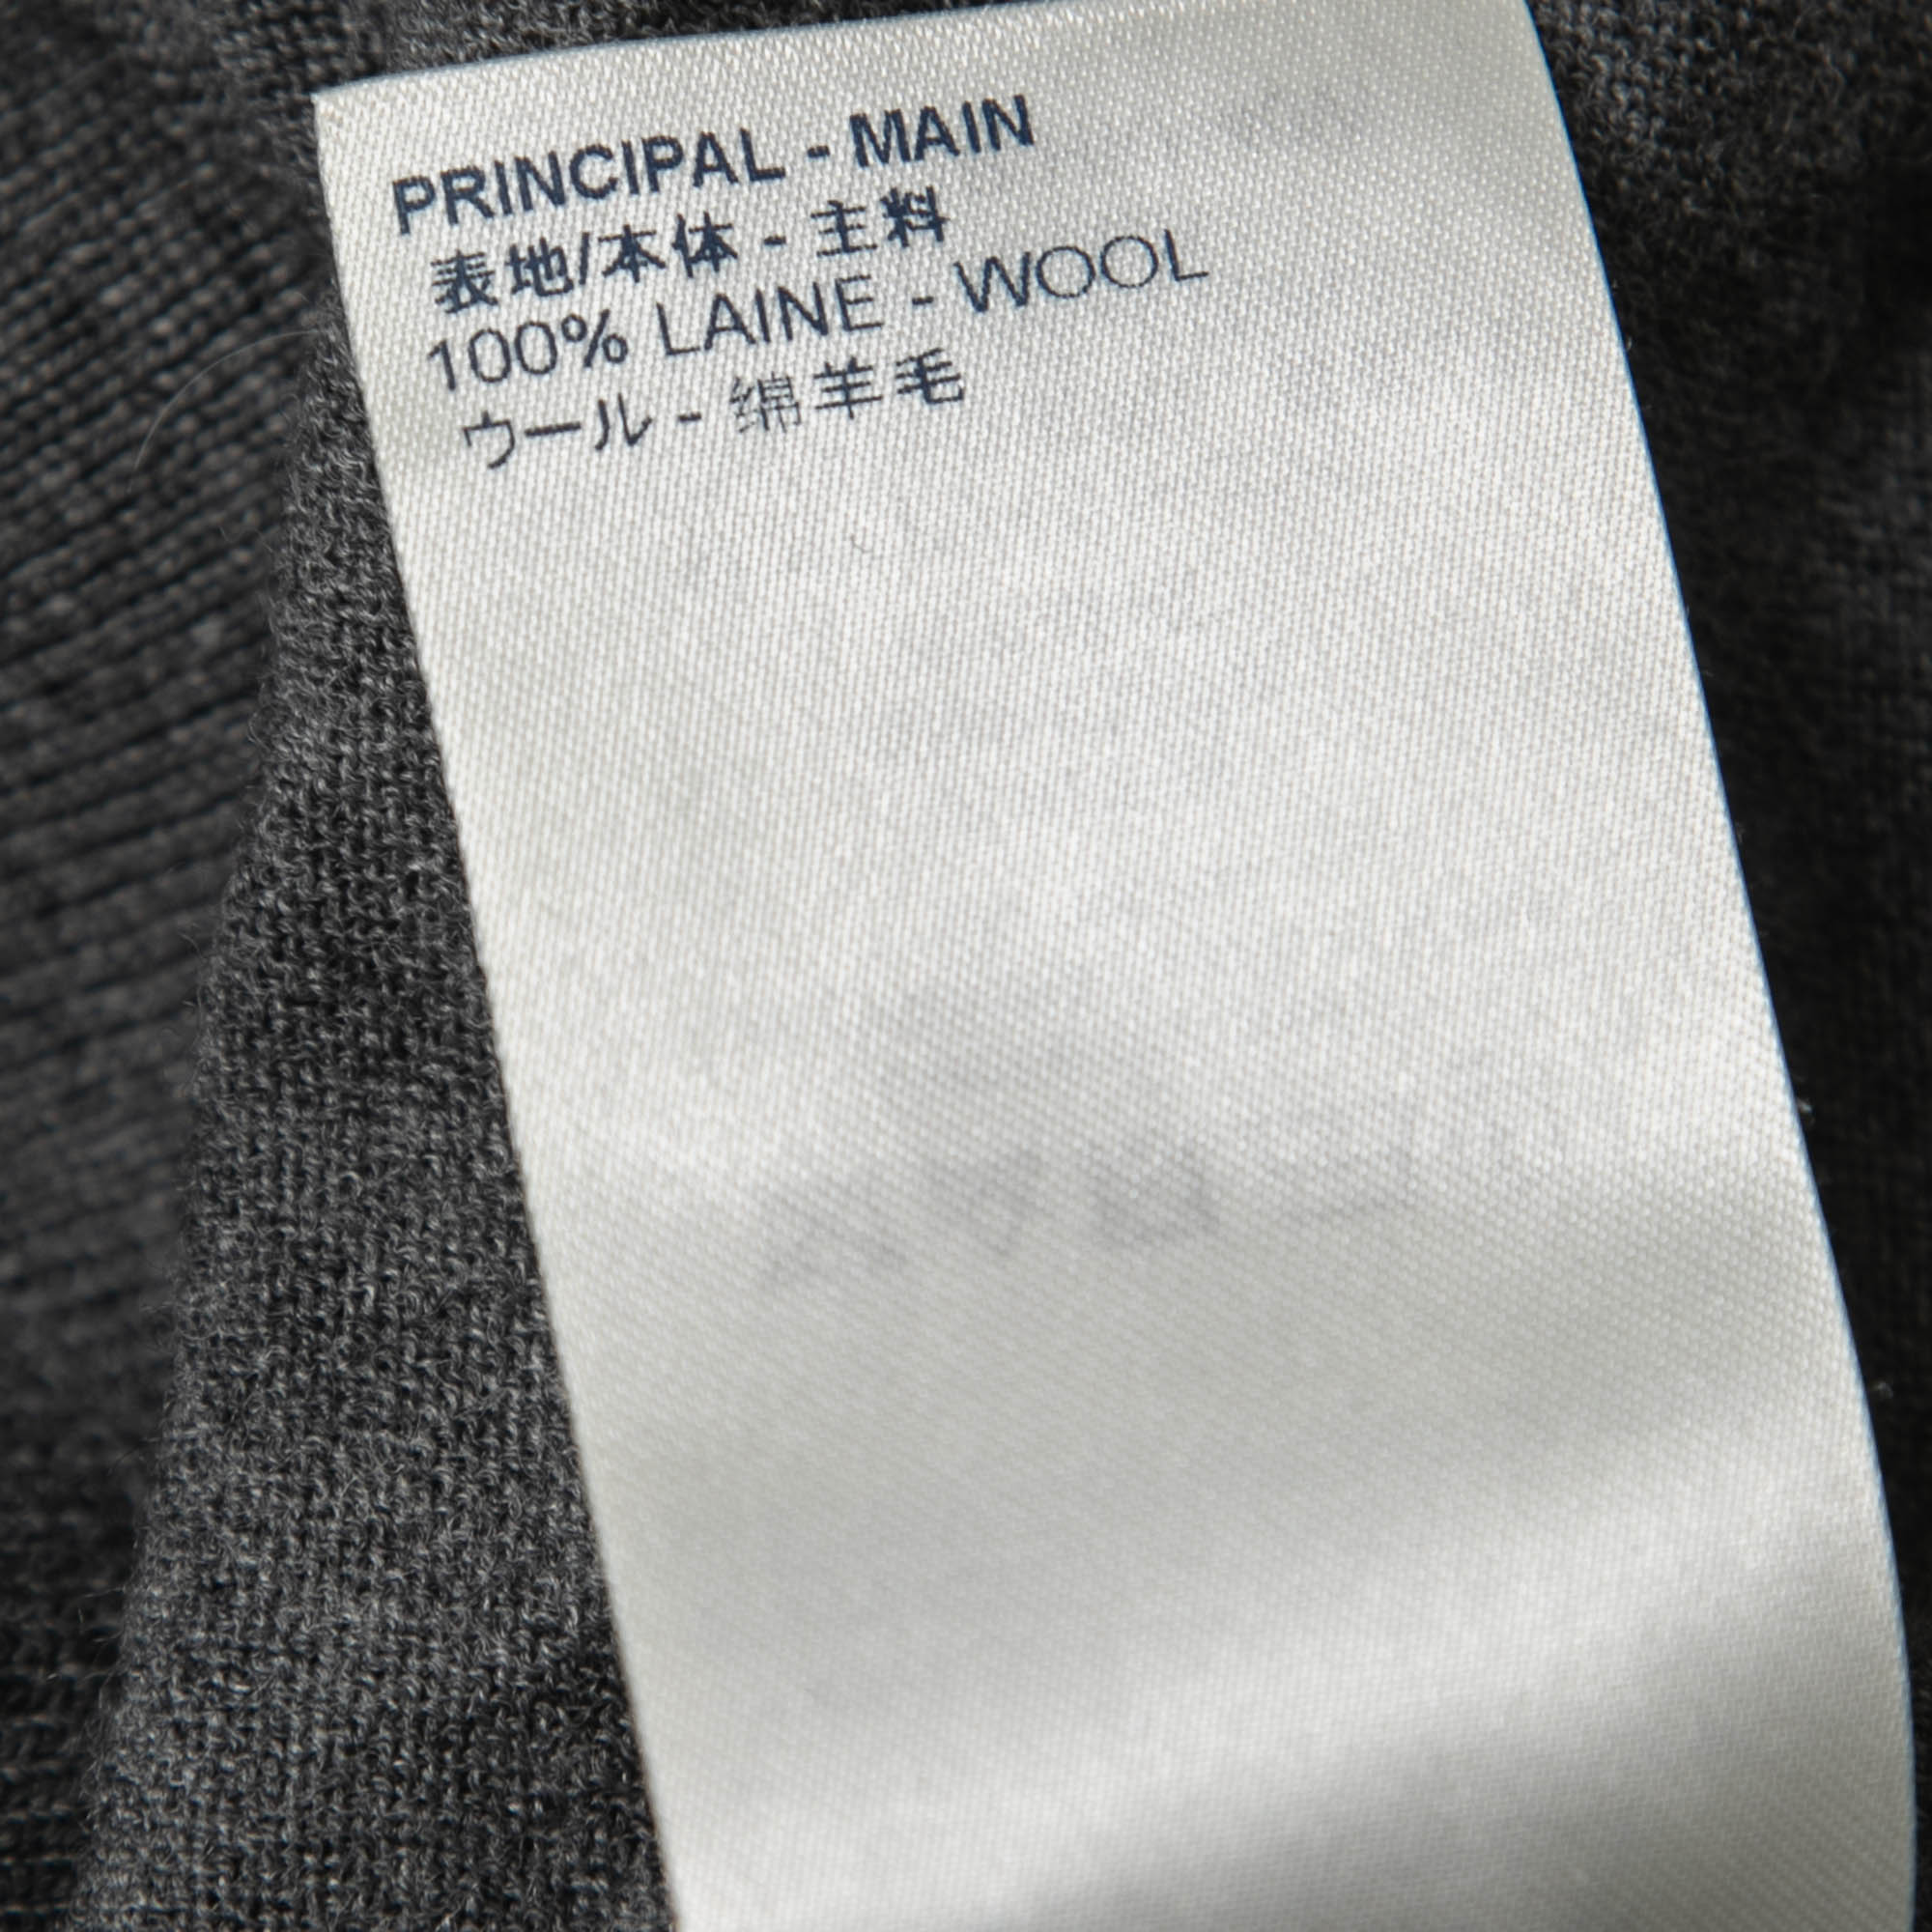 PRINCIPAL - MAIN
表地/本体 - 主料
100% LAINE - WOOL
ウール - 绵羊毛